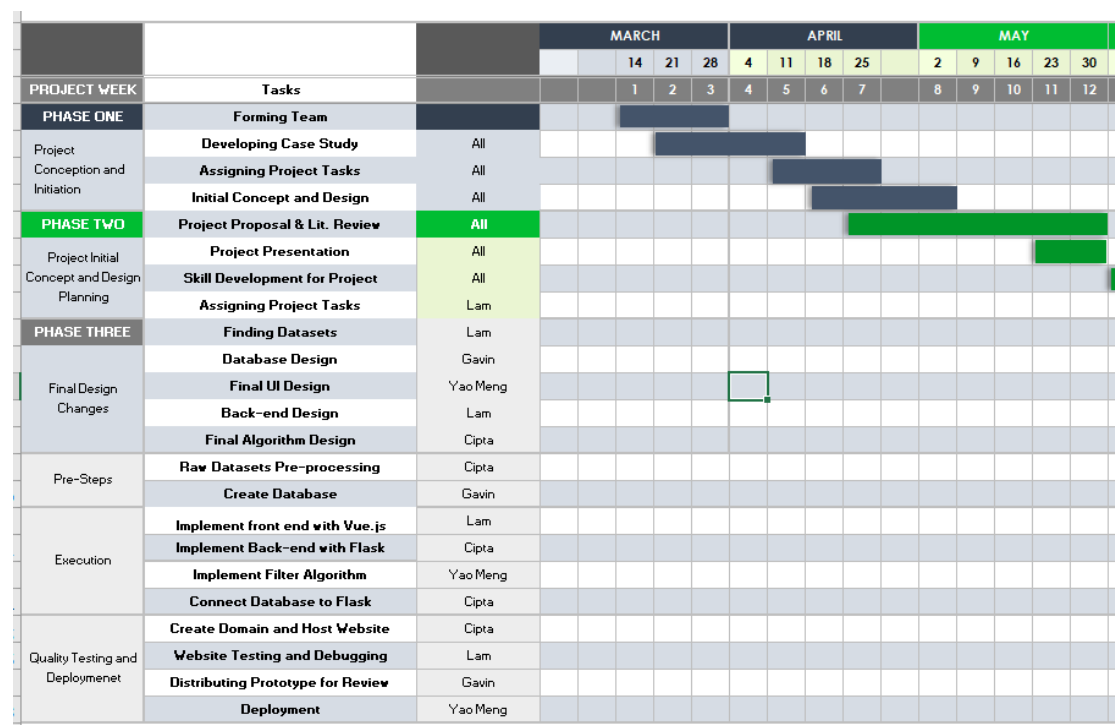 MARCH APRIL MAY
14 21 28 4 11 18 25 2 9 16 23 30
PROJECT WEEK Tasks 1 2 3 4 5 6 7 8 9 10 11 12
PHASE ONE Forming Team
Project Conception and Initiation
Developing Case Study All
Assigning Project Tasks All
Initial Concept and Design All
PHASE TWO Project Proposal & Lit. Review All
Project Initial Concept and Design Planning
Project Presentation All
Skill Development for Project All
Assigning Project Tasks Lam
PHASE THREE Finding Datasets Lam
Final Design Changes
Database Design Gavin
Final UI Design Yao Meng
Back-end Design Lam
Final Algorithm Design Cipta
Pre-Steps
Raw Datasets Pre-processing Cipta
Create Database Gavin
Execution
Implement front end with Vue.js Lam
Implement Back-end with Flask Cipta
Implement Filter Algorithm Yao Meng
Connect Database to Flask Cipta
Quality Testing and Deploymenet
Create Domain and Host Website Cipta
Website Testing and Debugging Lam
Distributing Prototype for Review Gavin
Deployment Yao Meng